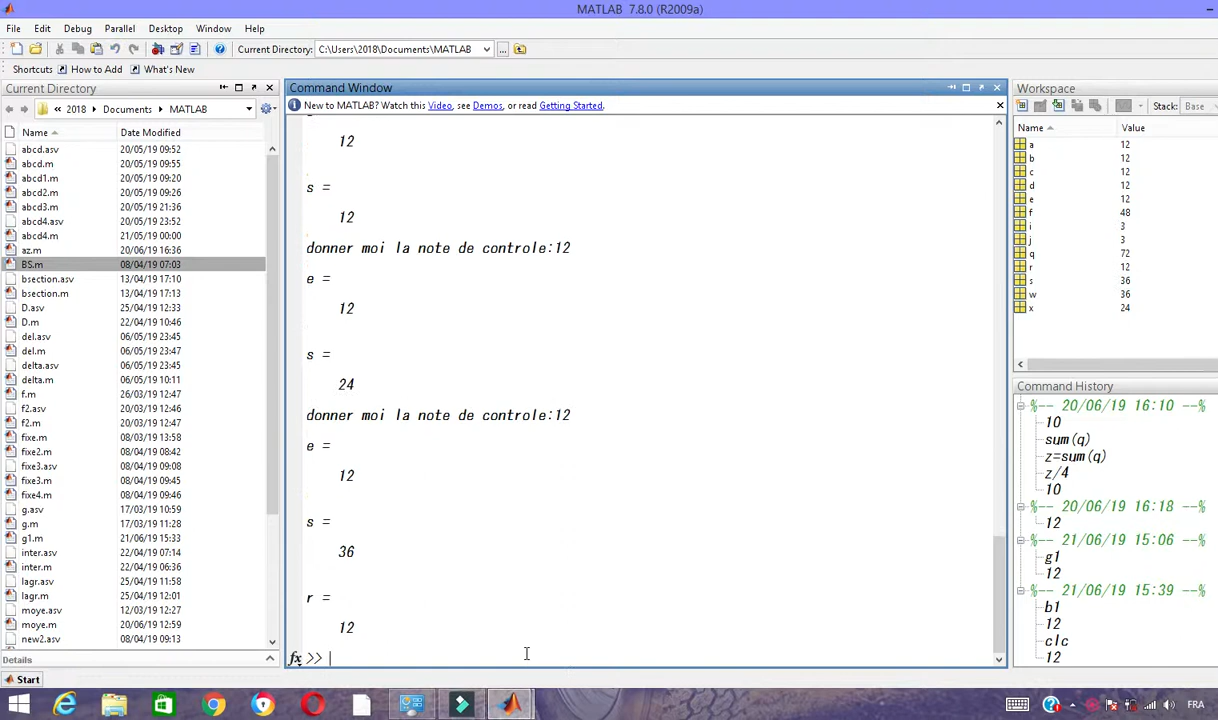 MATLAB 7.8.0 (R2009a)
File Edit Debug Parallel Desktop Window Help
Current Directory: C:\Users\2018\Documents\MATLAB
Shortcuts How to Add What's New
Current Directory
« 2018 Documents MATLAB
Name Date Modified
abcd.asv 20/05/19 09:52
abcd.m 20/05/19 09:55
abcd1.m 20/05/19 09:20
abcd2.m 20/05/19 09:26
abcd3.m 20/05/19 21:36
abcd4.asv 20/05/19 23:52
abcd4.m 21/05/19 00:00
az.m 20/06/19 16:36
BS.m 08/04/19 07:03
bsection.asv 13/04/19 17:10
bsection.m 13/04/19 17:13
D.asv 25/04/19 12:33
D.m 22/04/19 10:46
del.asv 06/05/19 23:45
del.m 06/05/19 23:47
delta.asv 06/05/19 23:45
delta.m 06/05/19 10:11
f.m 26/03/19 07:47
f2.asv 20/03/19 12:46
f2.m 20/03/19 12:47
fixe.m 08/03/19 13:58
fixe2.m 08/04/19 08:42
fixe3.asv 08/04/19 09:08
fixe3.m 08/04/19 09:45
fixe4.m 08/04/19 09:46
g.asv 17/03/19 10:59
g.m 17/03/19 11:28
g1.m 21/06/19 15:33
inter.asv 22/04/19 07:14
inter.m 22/04/19 06:36
lagr.asv 25/04/19 11:58
lagr.m 25/04/19 12:01
moye.asv 12/03/19 12:27
moye.m 20/06/19 12:59
new2.asv 08/04/19 09:13
Details
Start
Command Window
New to MATLAB? Watch this Video, see Demos, or read Getting Started.
12
s =
12
donner moi la note de controle:12
e =
12
s =
24
donner moi la note de controle:12
e =
12
s =
36
r =
12
fx >>
Workspace
Stack: Base
Name Value
a 12
b 12
c 12
d 12
e 12
f 48
i 3
j 3
q 72
r 12
s 36
w 36
x 24
Command History
%-- 20/06/19 16:10 --%
10
sum(q)
z=sum(q)
z/4
10
%-- 20/06/19 16:18 --%
12
%-- 21/06/19 15:06 --%
g1
12
%-- 21/06/19 15:39 --%
b1
12
clc
12
FRA